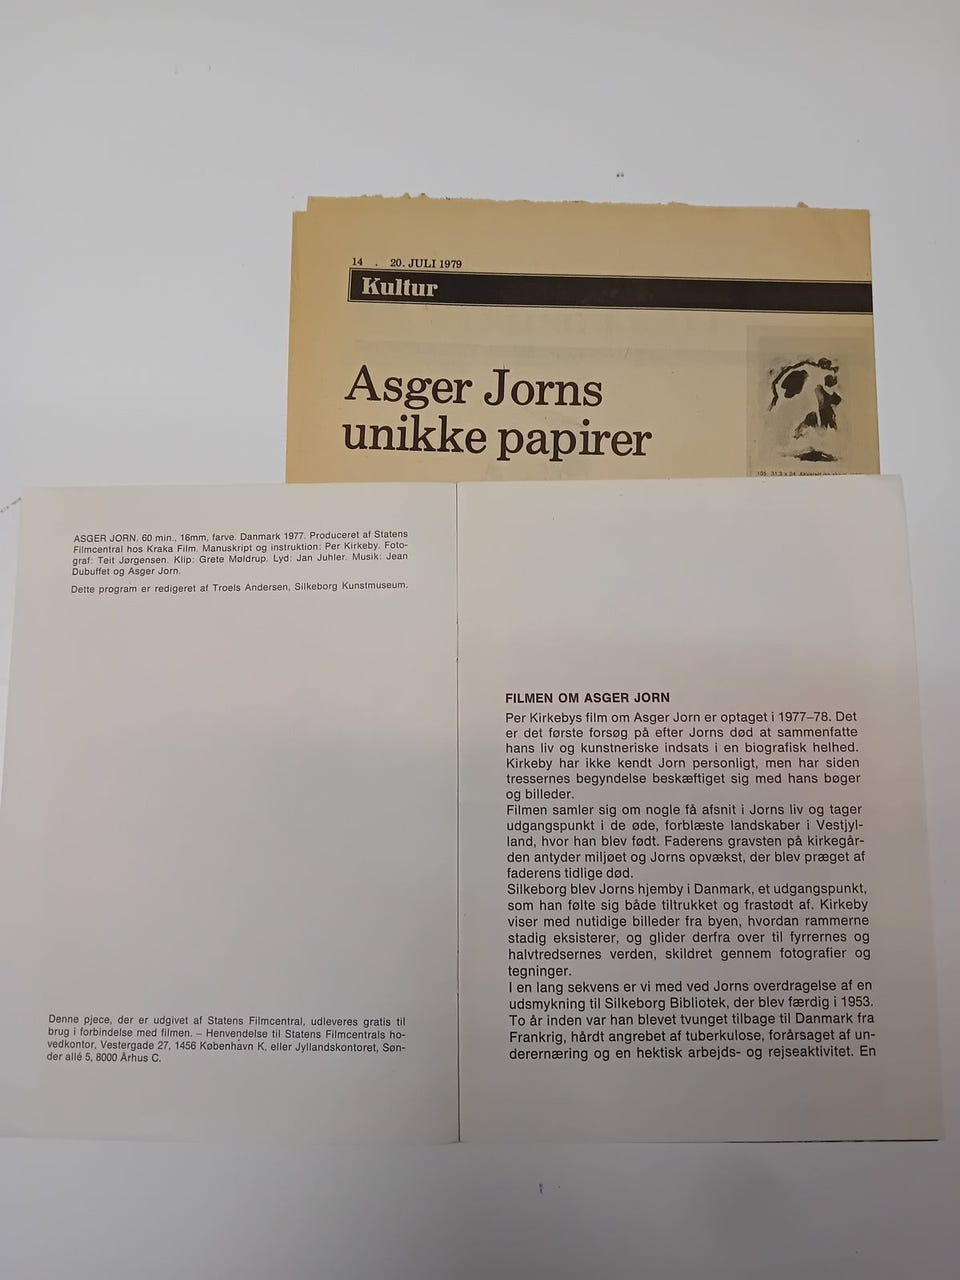 14 . 20. JULI 1979
Kultur
Asger Jorns
unikke papirer
105. 31,3 x 24.
ASGER JORN. 60 min., 16mm, farve. Danmark 1977. Produceret af Statens
Filmcentral hos Kraka Film. Manuskript og instruktion: Per Kirkeby. Foto-
graf: Teit Jørgensen. Klip: Grete Møldrup. Lyd: Jan Juhler. Musik: Jean
Dubuffet og Asger Jorn.
Dette program er redigeret af Troels Andersen, Silkeborg Kunstmuseum.
Denne pjece, der er udgivet af Statens Filmcentral, udleveres gratis til
brug i forbindelse med filmen. – Henvendelse til Statens Filmcentrals ho-
vedkontor, Vestergade 27, 1456 København K, eller Jyllandskontoret, Søn-
der allé 5, 8000 Århus C.
FILMEN OM ASGER JORN
Per Kirkebys film om Asger Jorn er optaget i 1977–78. Det
er det første forsøg på efter Jorns død at sammenfatte
hans liv og kunstneriske indsats i en biografisk helhed.
Kirkeby har ikke kendt Jorn personligt, men har siden
tressernes begyndelse beskæftiget sig med hans bøger
og billeder.
Filmen samler sig om nogle få afsnit i Jorns liv og tager
udgangspunkt i de øde, forblæste landskaber i Vestjyl-
land, hvor han blev født. Faderens gravsten på kirkegår-
den antyder miljøet og Jorns opvækst, der blev præget af
faderens tidlige død.
Silkeborg blev Jorns hjemby i Danmark, et udgangspunkt,
som han følte sig både tiltrukket og frastødt af. Kirkeby
viser med nutidige billeder fra byen, hvordan rammerne
stadig eksisterer, og glider derfra over til fyrrernes og
halvtredsernes verden, skildret gennem fotografier og
tegninger.
I en lang sekvens er vi med ved Jorns overdragelse af en
udsmykning til Silkeborg Bibliotek, der blev færdig i 1953.
To år inden var han blevet tvunget tilbage til Danmark fra
Frankrig, hårdt angrebet af tuberkulose, forårsaget af un-
derernæring og en hektisk arbejds- og rejseaktivitet. En